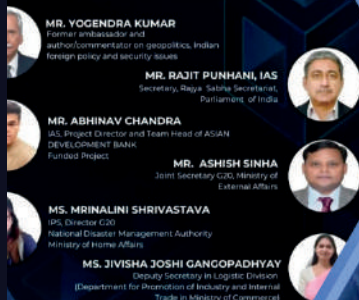 MR. YOGENDRA KUMAR
Former ambassador and
author/commentator on geopolitics, Indian
foreign policy and security issues
MR. RAJIT PUNHANI, IAS
Secretary, Rajya Sabha Secretariat,
Parliament of India
MR. ABHINAV CHANDRA
IAS, Project Director and Team Head of ASIAN
DEVELOPMENT BANK
Funded Project
MR. ASHISH SINHA
Joint Secretary G20, Ministry of
External Affairs
MS. MRINALINI SHRIVASTAVA
IPS, Director G20
National Disaster Management Authority
Ministry of Home Affairs
MS. JIVISHA JOSHI GANGOPADHYAY
Deputy Secretary in Logistic Division
(Department for Promotion of Industry and Internal
Trade in Ministry of Commerce)